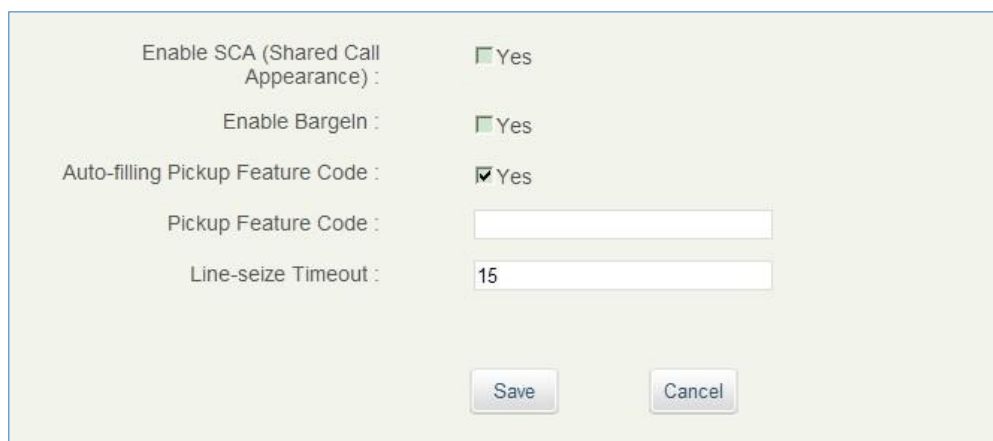 Enable SCA (Shared Call
Appearance) :
Yes
Enable BargeIn :
Yes
Auto-filling Pickup Feature Code :
Yes
Pickup Feature Code :
Line-seize Timeout :
15
Save
Cancel